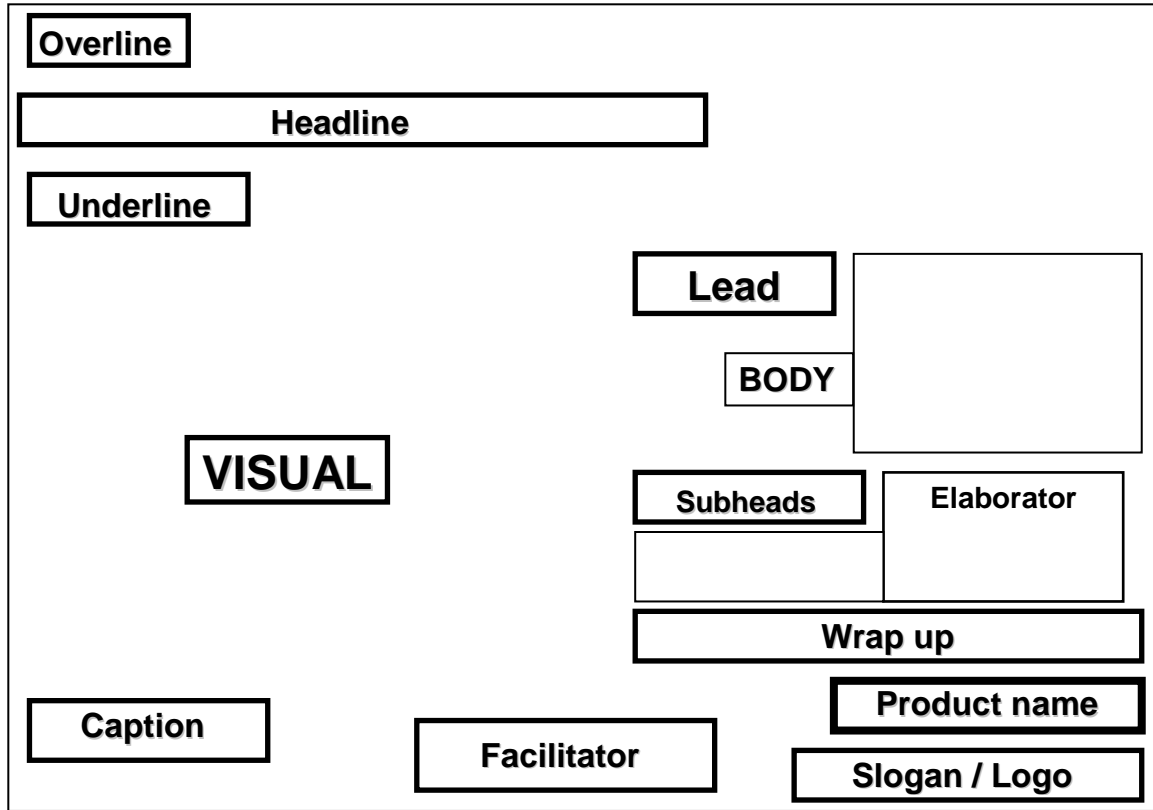 Overline
Headline
Underline
Lead
BODY
VISUAL
Subheads
Elaborator
Wrap up
Product name
Caption
Facilitator
Slogan / Logo